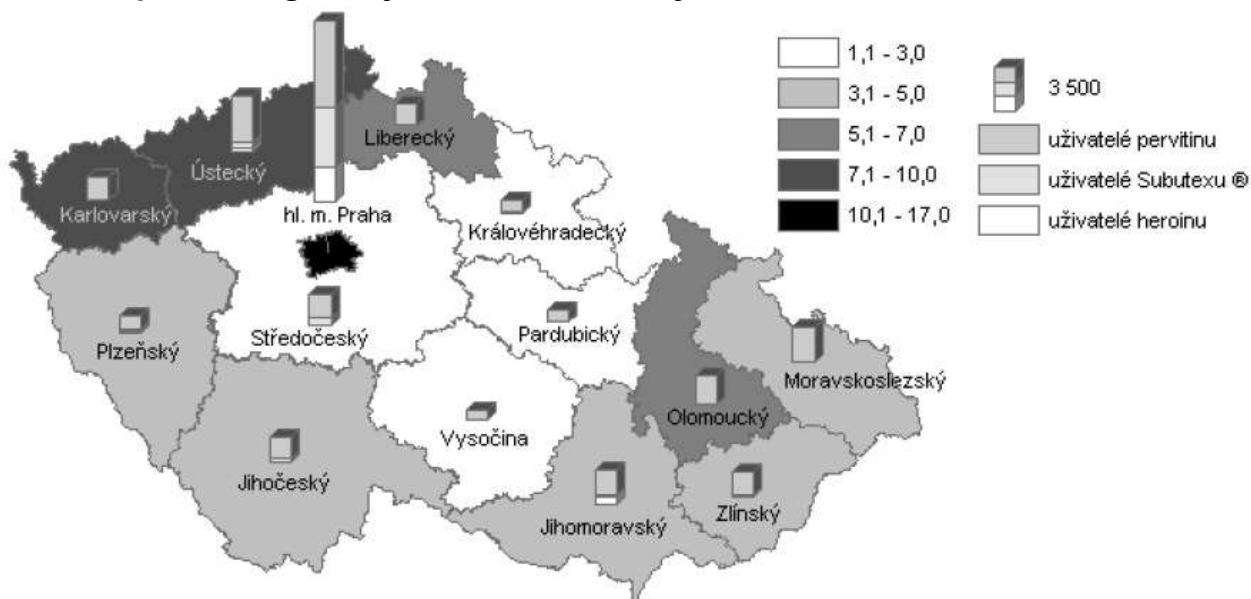 1,1 - 3,0
3,1 - 5,0
5,1 - 7,0
7,1 - 10,0
10,1 - 17,0
3 500
uživatelé pervitinu
uživatelé Subutexu ®
uživatelé heroinu
Liberecký
Ústecký
Karlovarský
hl. m. Praha
Královéhradecký
Středočeský
Pardubický
Plzeňský
Moravskoslezský
Olomoucký
Vysočina
Jihočeský
Zlínský
Jihomoravský